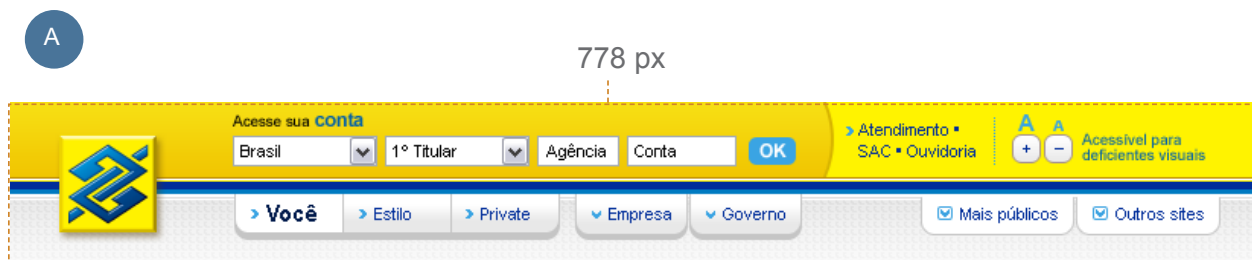 A
778 px
Acesse sua conta
Brasil 1º Titular Agência Conta OK
Atendimento ▪
SAC ▪ Ouvidoria
A A
+ −
Acessível para
deficientes visuais
Você Estilo Private Empresa Governo Mais públicos Outros sites